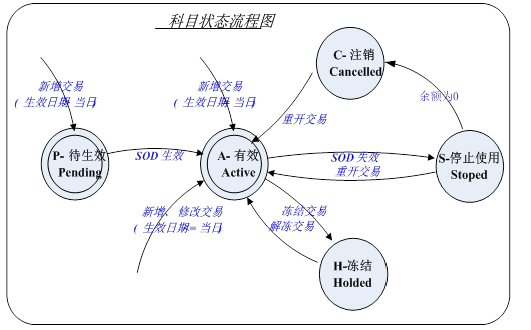 科目状态流程图
C- 注销
Cancelled
新增交易
( 生效日期 当日)
新增交易
( 生效日期 当日)
余额为0
重开交易
P- 待生效
Pending
SOD 生效
A- 有效
Active
SOD 失效
重开交易
S-停止使用
Stoped
新增、修改交易
( 生效日期= 当日)
冻结交易
解冻交易
H-冻结
Holded